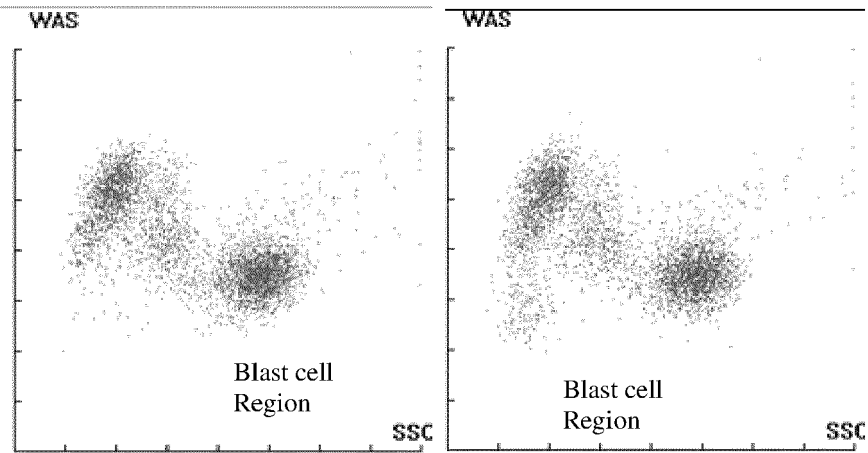 WAS
Blast cell
Region
SSC
WAS
Blast cell
Region
SSC